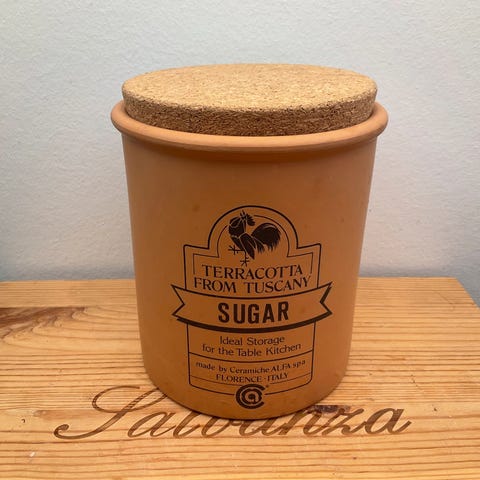 TERRACOTTA
FROM TUSCANY
SUGAR
Ideal Storage
for the Table Kitchen
made by Ceramiche ALFA spa
FLORENCE - ITALY
Salvanza